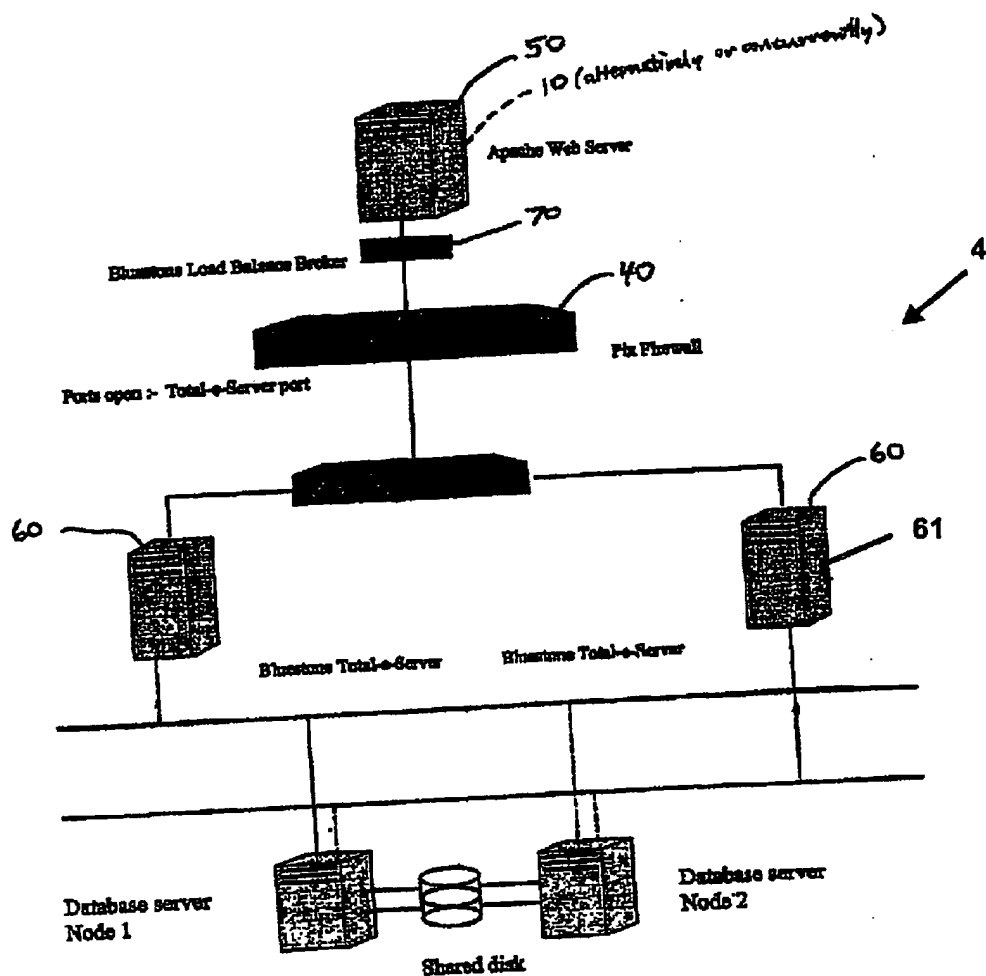 50
10 (alternatively or concurrently)
Apache Web Server
70
Bluestone Load Balance Broker
40
4
Pix Firewall
Ports open :- Total-e-Server port
60
60
61
Bluestone Total-e-Server
Bluestone Total-e-Server
Database server
Node 1
Database server
Node 2
Shared disk